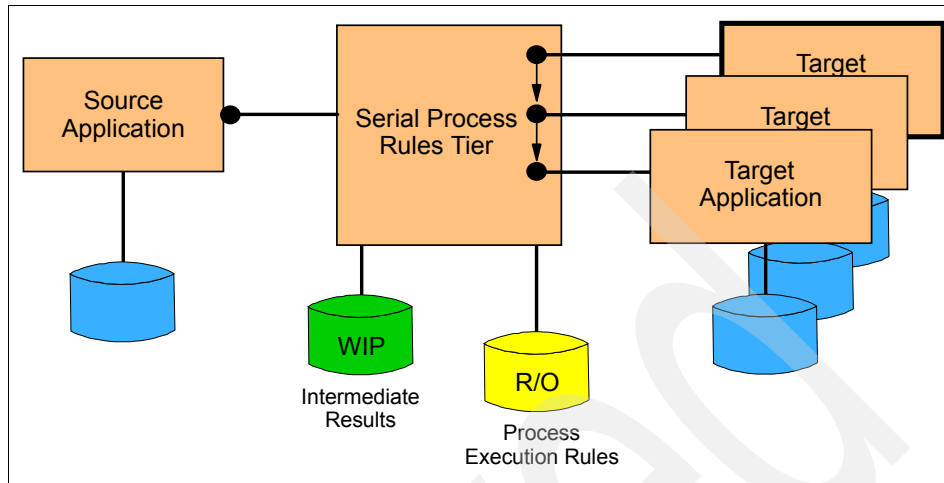 Source
Application
Serial Process
Rules Tier
Target
Target
Target
Application
WIP
Intermediate
Results
R/O
Process
Execution Rules